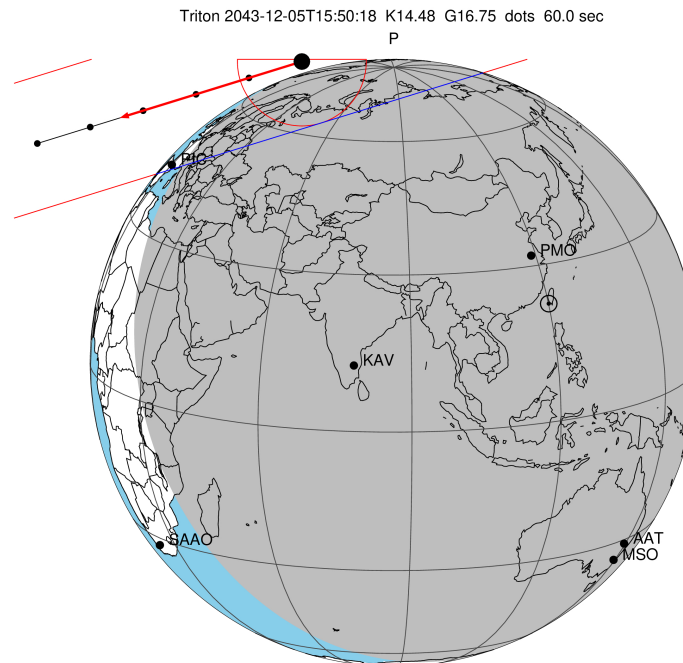 Triton 2043-12-05T15:50:18 K14.48 G16.75 dots 60.0 sec
P
PIC
PMO
KAV
SAAO
AAT
MSO